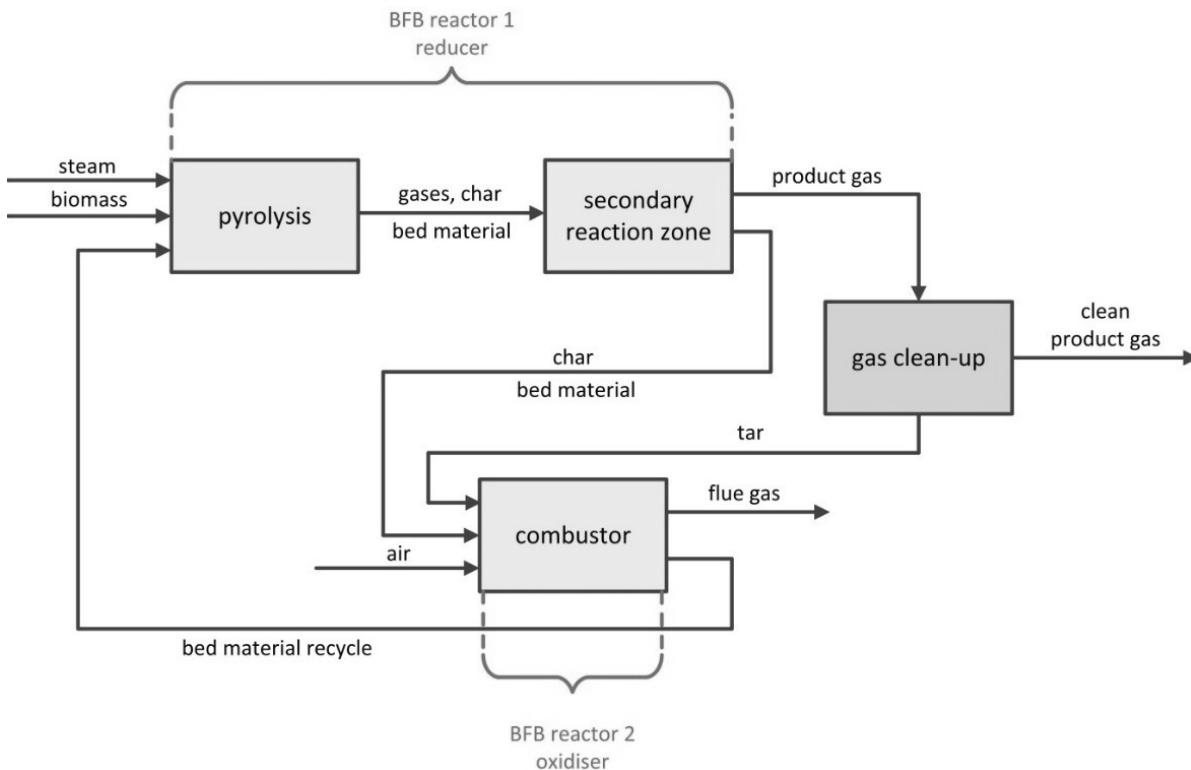 BFB reactor 1
reducer
steam
biomass
pyrolysis
gases, char
bed material
secondary
reaction zone
product gas
clean
product gas
gas clean-up
char
bed material
tar
flue gas
combustor
air
bed material recycle
BFB reactor 2
oxidiser